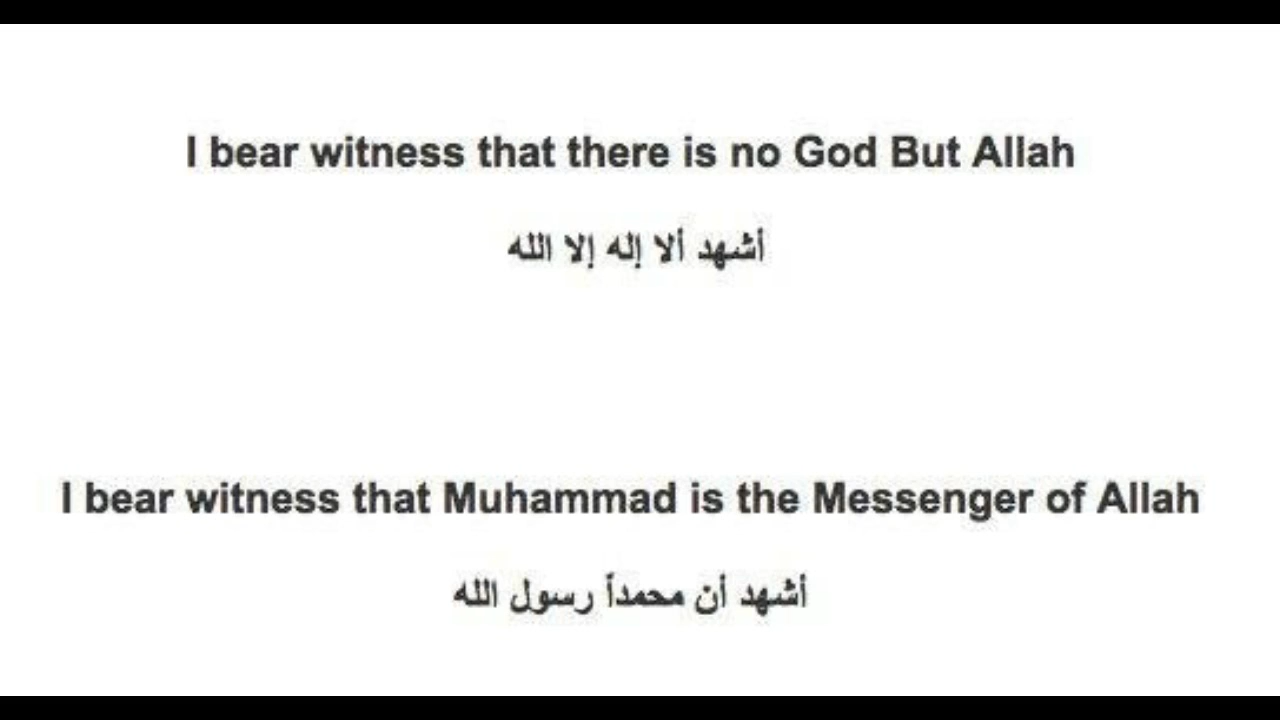 I bear witness that there is no God But Allah
أشهد ألا إله إلا الله
I bear witness that Muhammad is the Messenger of Allah
أشهد أن محمداً رسول الله